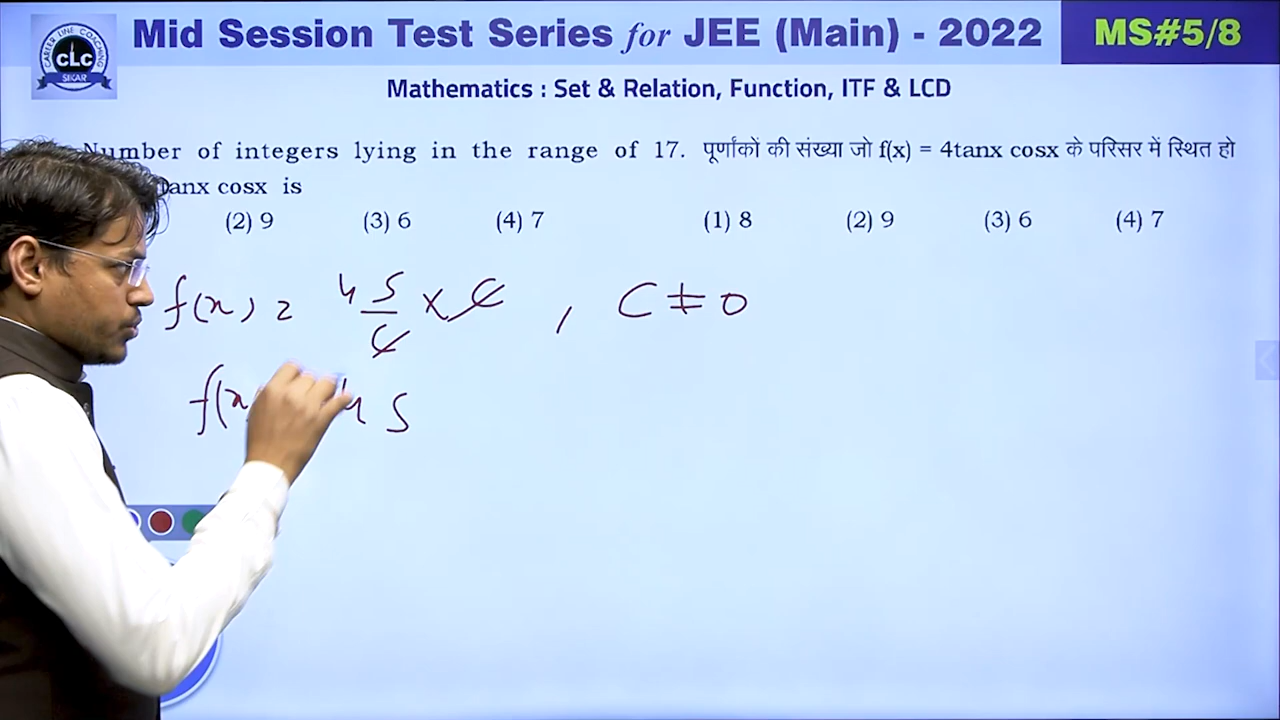 Mid Session Test Series for JEE (Main) - 2022
MS#5/8
CLC
SIKAR
Mathematics : Set & Relation, Function, ITF & LCD
Number of integers lying in the range of
tanx cosx is
(2) 9 (3) 6 (4) 7
17. पूर्णांकों की संख्या जो f(x) = 4tanx cosx के परिसर में स्थित हो
(1) 8 (2) 9 (3) 6 (4) 7
f(x) = 4 S/C × C , C ≠ 0
f(x 4 S